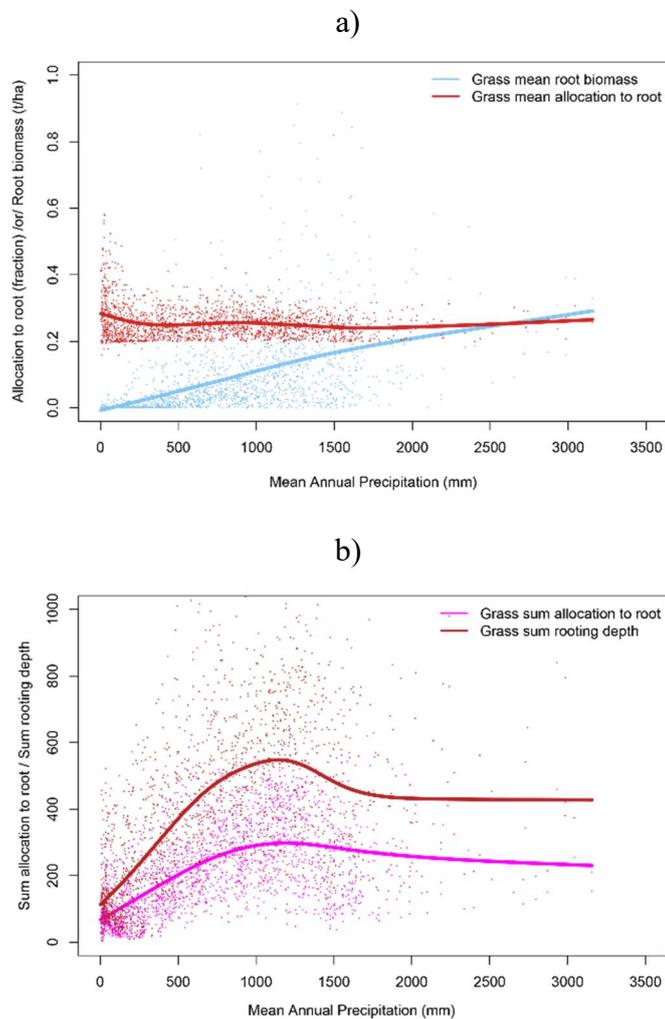 a)
Grass mean root biomass
Grass mean allocation to root
Allocation to root (fraction) /or/ Root biomass (t/ha)
1.0
0.8
0.6
0.4
0.2
0.0
0 500 1000 1500 2000 2500 3000 3500
Mean Annual Precipitation (mm)
b)
Grass sum allocation to root
Grass sum rooting depth
Sum allocation to root / Sum rooting depth
1000
800
600
400
200
0
0 500 1000 1500 2000 2500 3000 3500
Mean Annual Precipitation (mm)